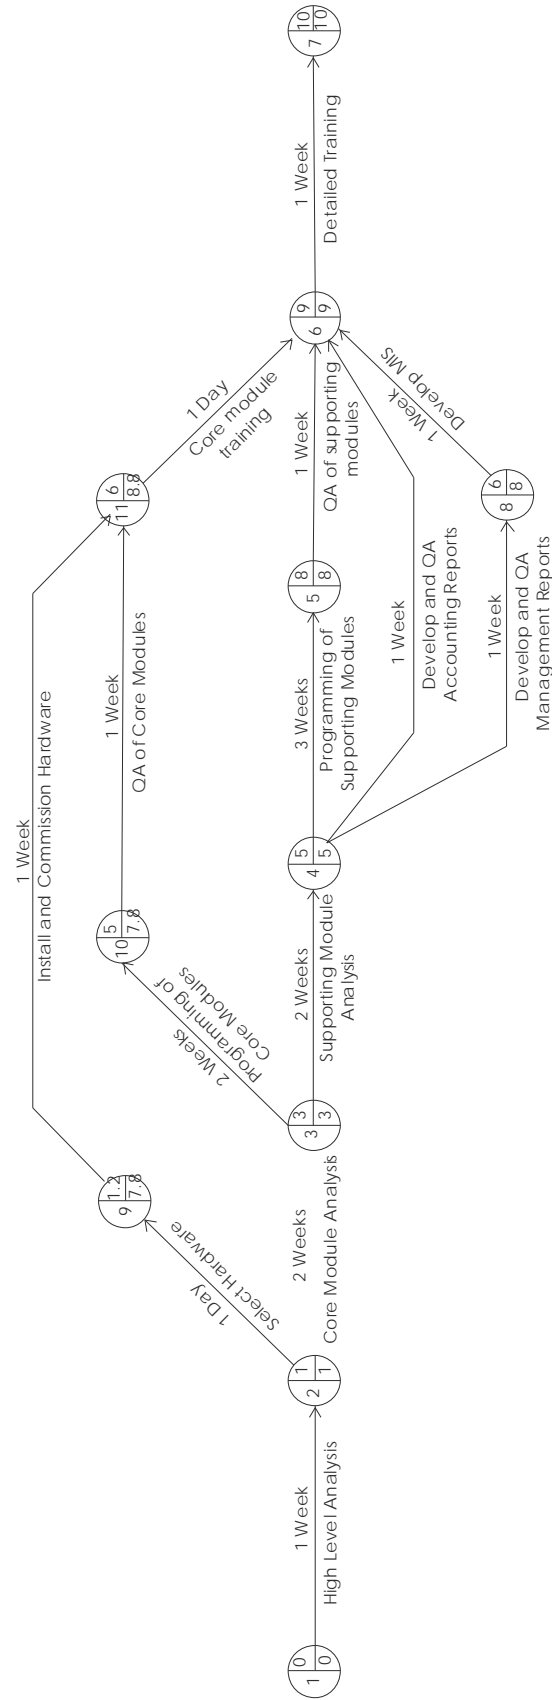 1
0
0
1 Week
High Level Analysis
2
1
1
1 Day
Select Hardware
9
1.2
7.8
1 Week
Install and Commission Hardware
2 Weeks
Core Module Analysis
3
3
3
2 Weeks
Programming of
Core Modules
10
5
7.8
1 Week
QA of Core Modules
11
6
8.8
1 Day
Core module
training
2 Weeks
Supporting Module
Analysis
4
5
5
3 Weeks
Programming of
Supporting Modules
5
8
8
1 Week
QA of supporting
modules
1 Week
Develop and QA
Accounting Reports
1 Week
Develop and QA
Management Reports
8
6
8
1 Week
Develop MIS
6
9
9
1 Week
Detailed Training
7
10
10